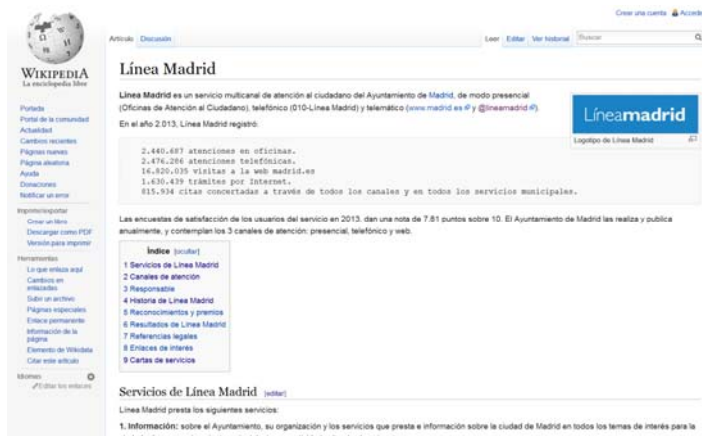 Crear una cuenta Acceder
Artículo Discusión Leer Editar Ver historial Buscar
WIKIPEDIA
La enciclopedia libre
Portada
Portal de la comunidad
Actualidad
Cambios recientes
Páginas nuevas
Página aleatoria
Ayuda
Donaciones
Notificar un error
Imprimir/exportar
Crear un libro
Descargar como PDF
Versión para imprimir
Herramientas
Lo que enlaza aquí
Cambios en
enlazadas
Subir un archivo
Páginas especiales
Enlace permanente
Información de la
página
Elemento de Wikidata
Citar este artículo
Idiomas
Editar los enlaces
Línea Madrid
Línea Madrid es un servicio multicanal de atención al ciudadano del Ayuntamiento de Madrid, de modo presencial
(Oficinas de Atención al Ciudadano), telefónico (010-Línea Madrid) y telemático (www.madrid.es y @lineamadrid).
En el año 2.013, Línea Madrid registró:
2.440.687 atenciones en oficinas.
2.476.286 atenciones telefónicas.
16.820.035 visitas a la web madrid.es
1.630.439 trámites por Internet.
815.934 citas concertadas a través de todos los canales y en todos los servicios municipales.
Líneamadrid
Logotipo de Línea Madrid
Las encuestas de satisfacción de los usuarios del servicio en 2013. dan una nota de 7.81 puntos sobre 10. El Ayuntamiento de Madrid las realiza y publica
anualmente, y contemplan los 3 canales de atención: presencial, telefónico y web.
Índice [ocultar]
1 Servicios de Línea Madrid
2 Canales de atención
3 Responsable
4 Historia de Línea Madrid
5 Reconocimientos y premios
6 Resultados de Línea Madrid
7 Referencias legales
8 Enlaces de interés
9 Cartas de servicios
Servicios de Línea Madrid [editar]
Línea Madrid presta los siguientes servicios:
1. Información: sobre el Ayuntamiento, su organización y los servicios que presta e información sobre la ciudad de Madrid en todos los temas de interés para la